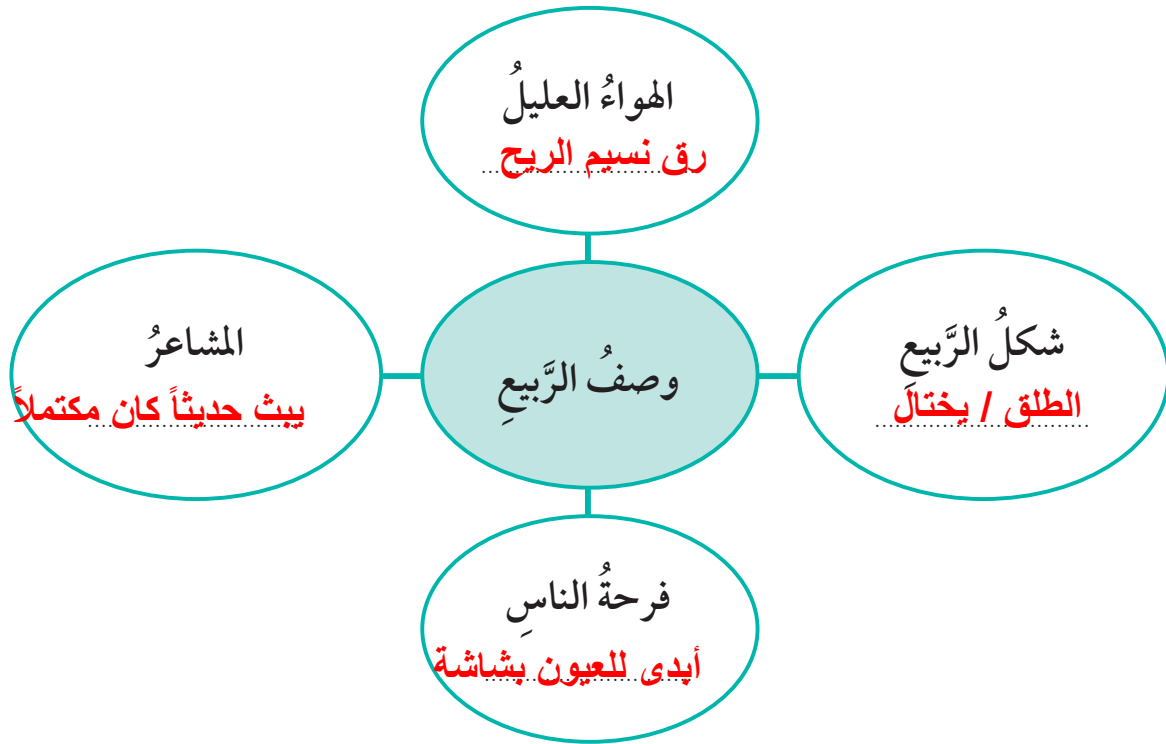 الهواءُ العليلُ
رق نسيم الريح
شكلُ الرَّبيعِ
الطلق / يختال
وصفُ الرَّبيعِ
المشاعرُ
يبث حديثاً كان مكتملاً
فرحةُ الناسِ
أبدى للعيون بشاشة